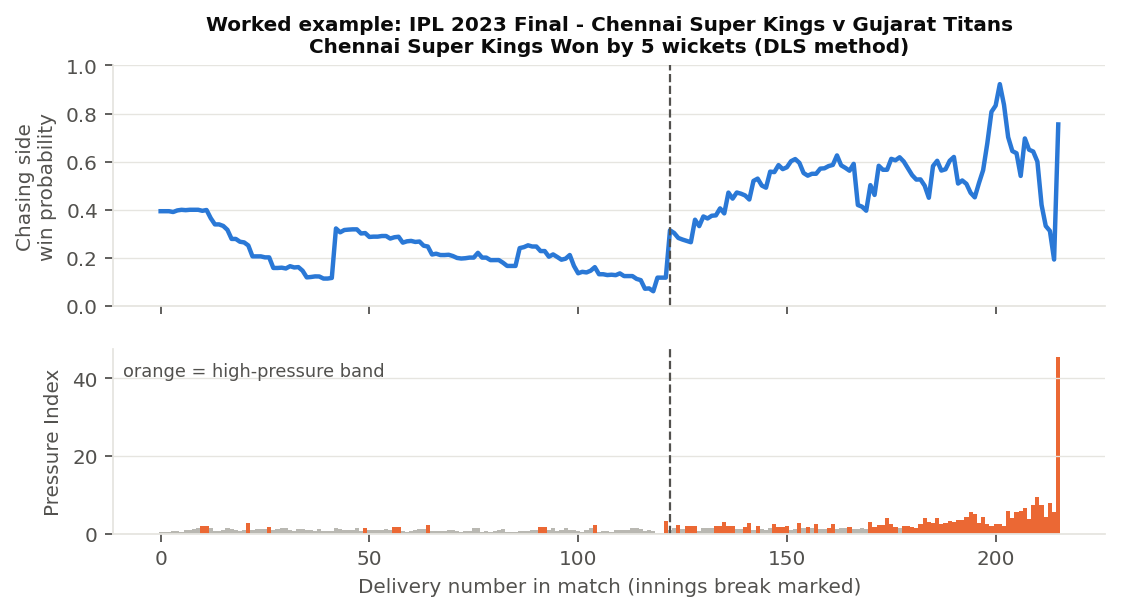 Worked example: IPL 2023 Final - Chennai Super Kings v Gujarat Titans
Chennai Super Kings Won by 5 wickets (DLS method)
Chasing side
win probability
1.0
0.8
0.6
0.4
0.2
0.0
orange = high-pressure band
Pressure Index
40
20
0
0
50
100
150
200
Delivery number in match (innings break marked)